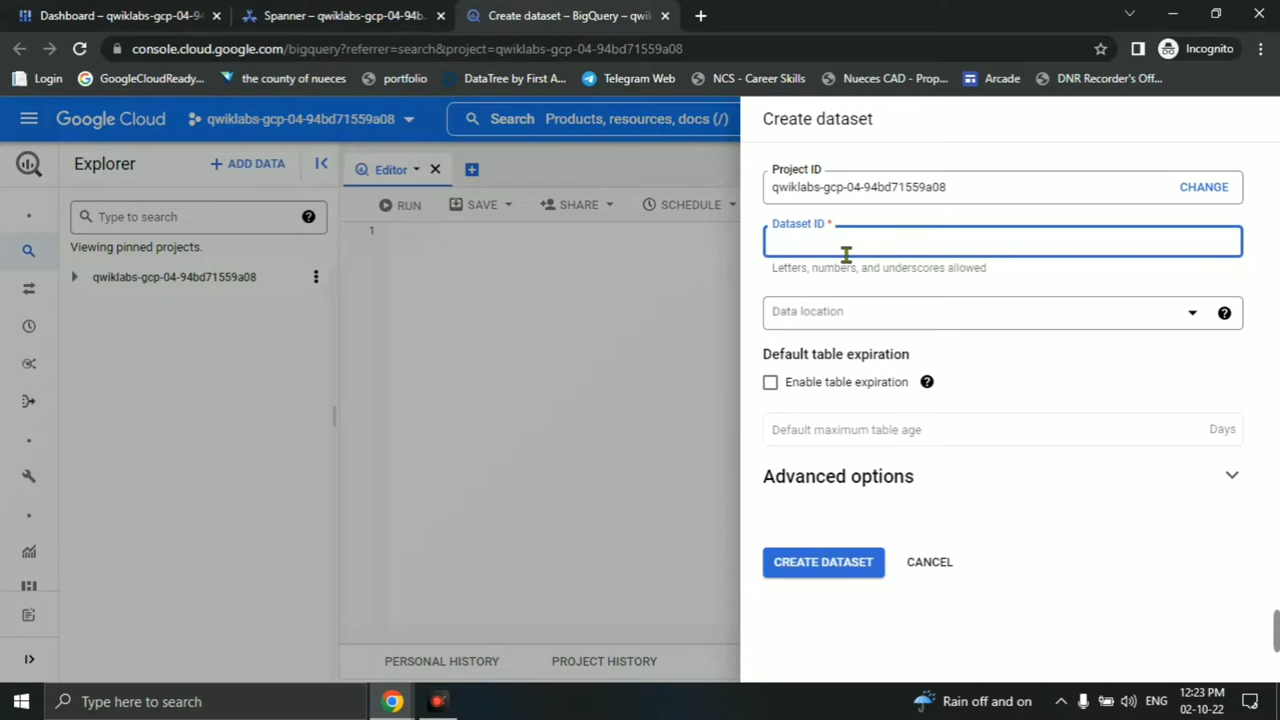 Dashboard – qwiklabs-gcp-04-9
Spanner – qwiklabs-gcp-04-94b
Create dataset – BigQuery – qwi
console.cloud.google.com/bigquery?referrer=search&project=qwiklabs-gcp-04-94bd71559a08
Incognito
Login
GoogleCloudReady...
the county of nueces
portfolio
DataTree by First A...
Telegram Web
NCS - Career Skills
Nueces CAD - Prop...
Arcade
DNR Recorder's Off...
Google Cloud
qwiklabs-gcp-04-94bd71559a08
Search Products, resources, docs (/)
Create dataset
Explorer
+ ADD DATA
Editor
Project ID
qwiklabs-gcp-04-94bd71559a08
CHANGE
Type to search
RUN
SAVE
SHARE
SCHEDULE
Dataset ID *
Viewing pinned projects.
1
Letters, numbers, and underscores allowed
qwiklabs-gcp-04-94bd71559a08
Data location
Default table expiration
Enable table expiration
Default maximum table age
Days
Advanced options
CREATE DATASET
CANCEL
PERSONAL HISTORY
PROJECT HISTORY
Type here to search
Rain off and on
ENG
12:23 PM
02-10-22